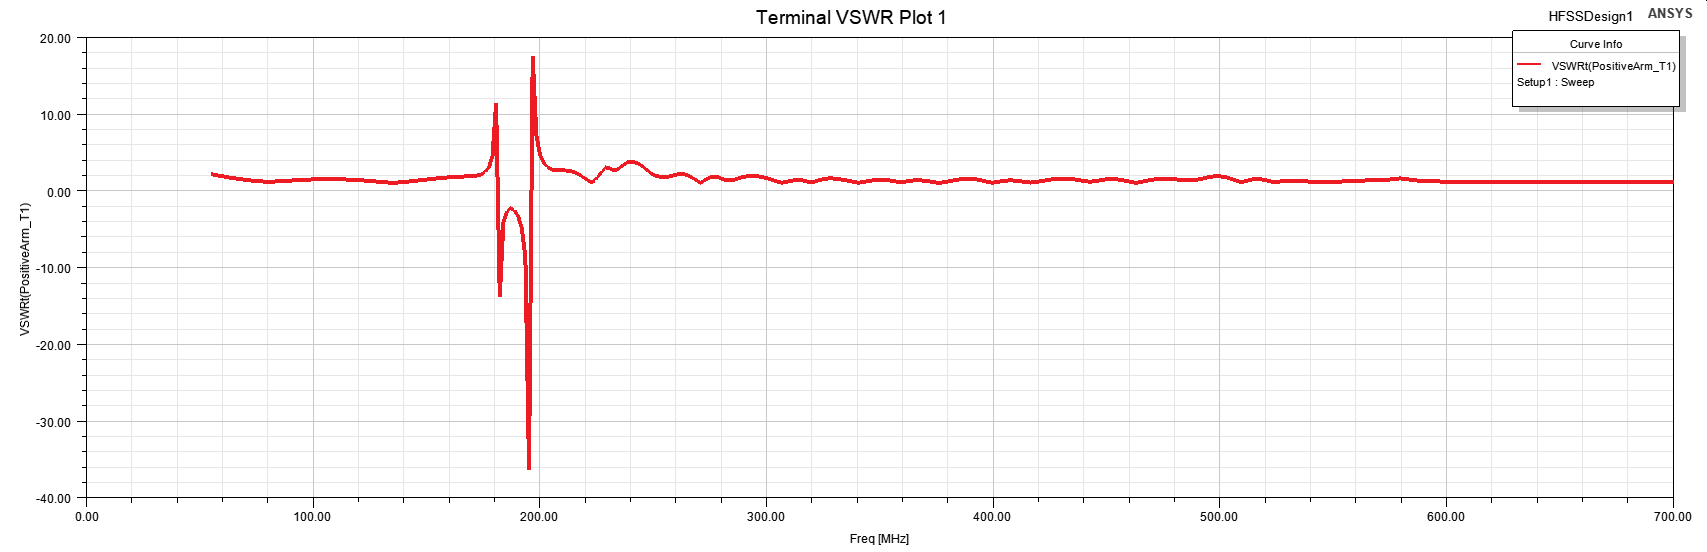 Terminal VSWR Plot 1
HFSSDesign1
ANSYS
Curve Info
VSWRt(PositiveArm_T1)
Setup1 : Sweep
VSWRt(PositiveArm_T1)
20.00
10.00
0.00
-10.00
-20.00
-30.00
-40.00
0.00 100.00 200.00 300.00 400.00 500.00 600.00 700.00
Freq [MHz]